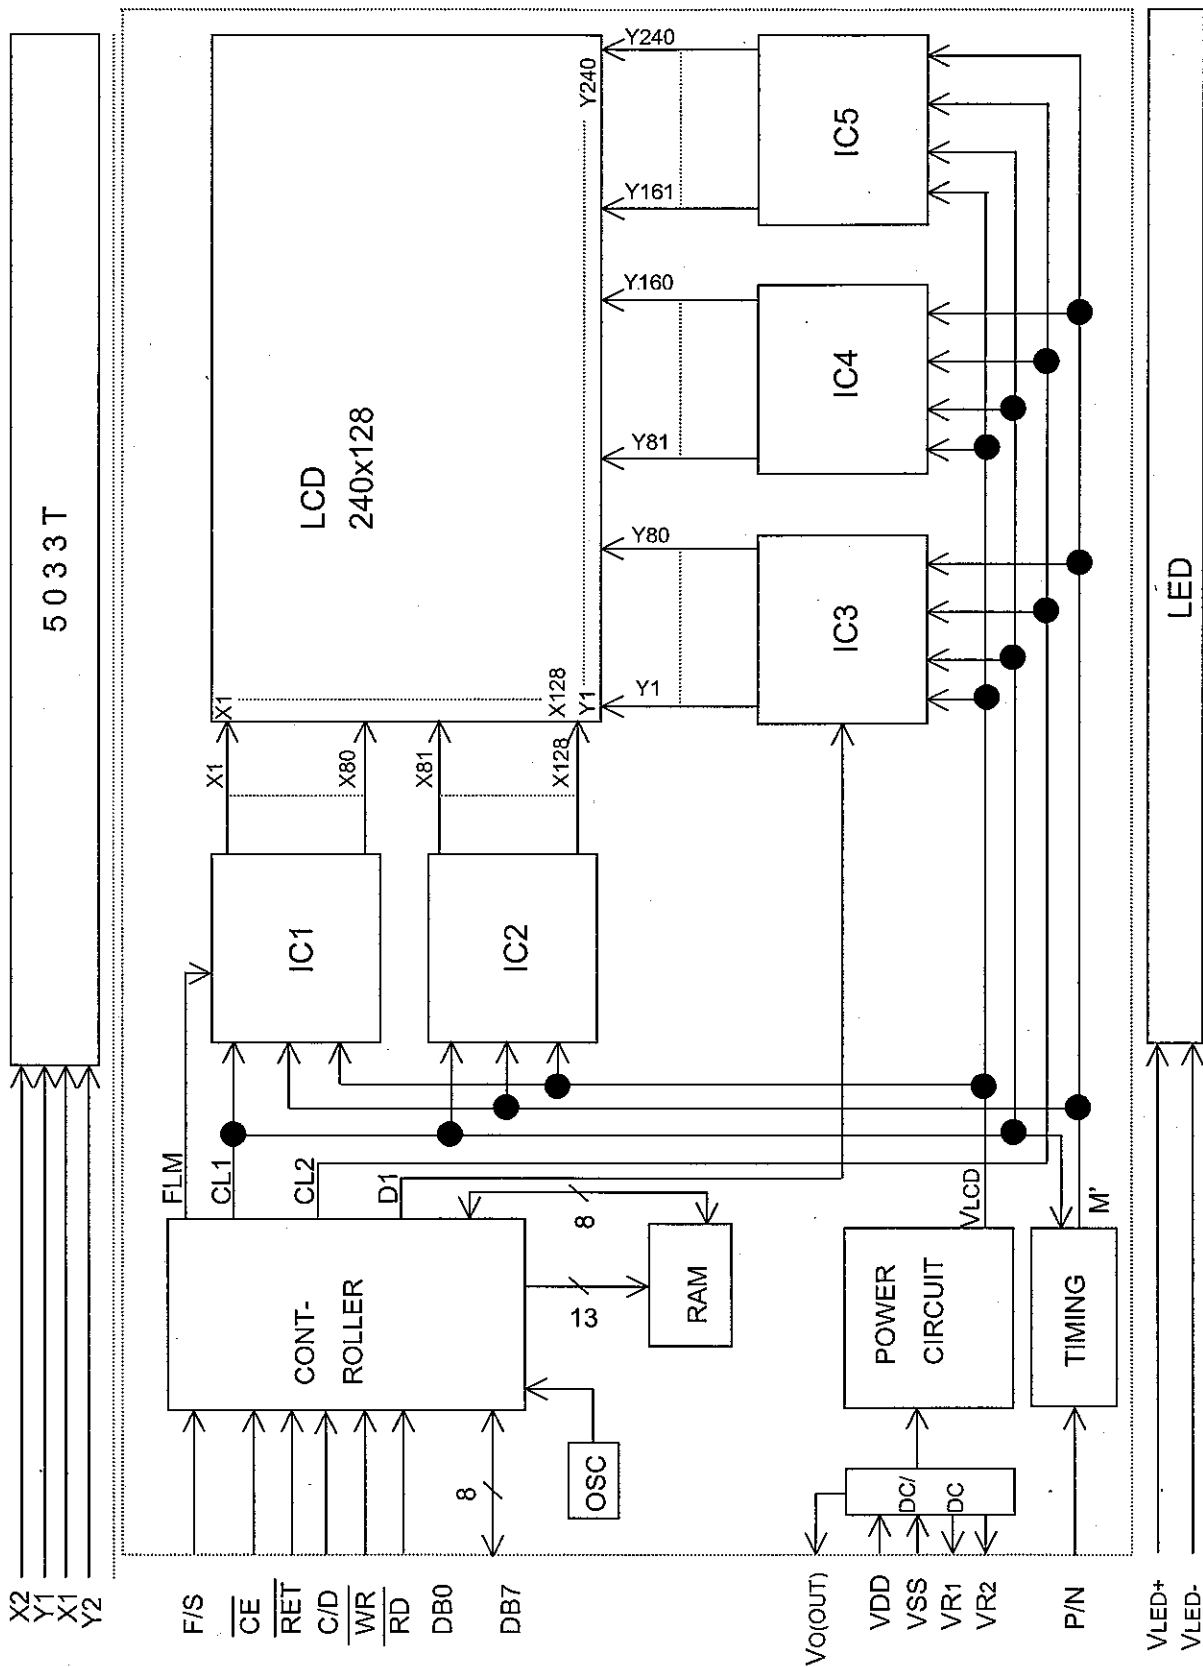 X2
Y1
X1
Y2
5033T
F/S
CE
RET
C/D
WR
RD
DB0
DB7
8
OSC
CONT-
ROLLER
FLM
CL1
CL2
D1
8
13
RAM
IC1
IC2
X1
X80
X81
X128
X1
X128
Y1
Y240
LCD
240x128
Y1
Y80
Y81
Y160
Y161
Y240
IC3
IC4
IC5
VO(OUT)
VDD
VSS
VR1
VR2
DC/
DC
POWER
CIRCUIT
VLCD
P/N
TIMING
M'
VLED+
VLED-
LED